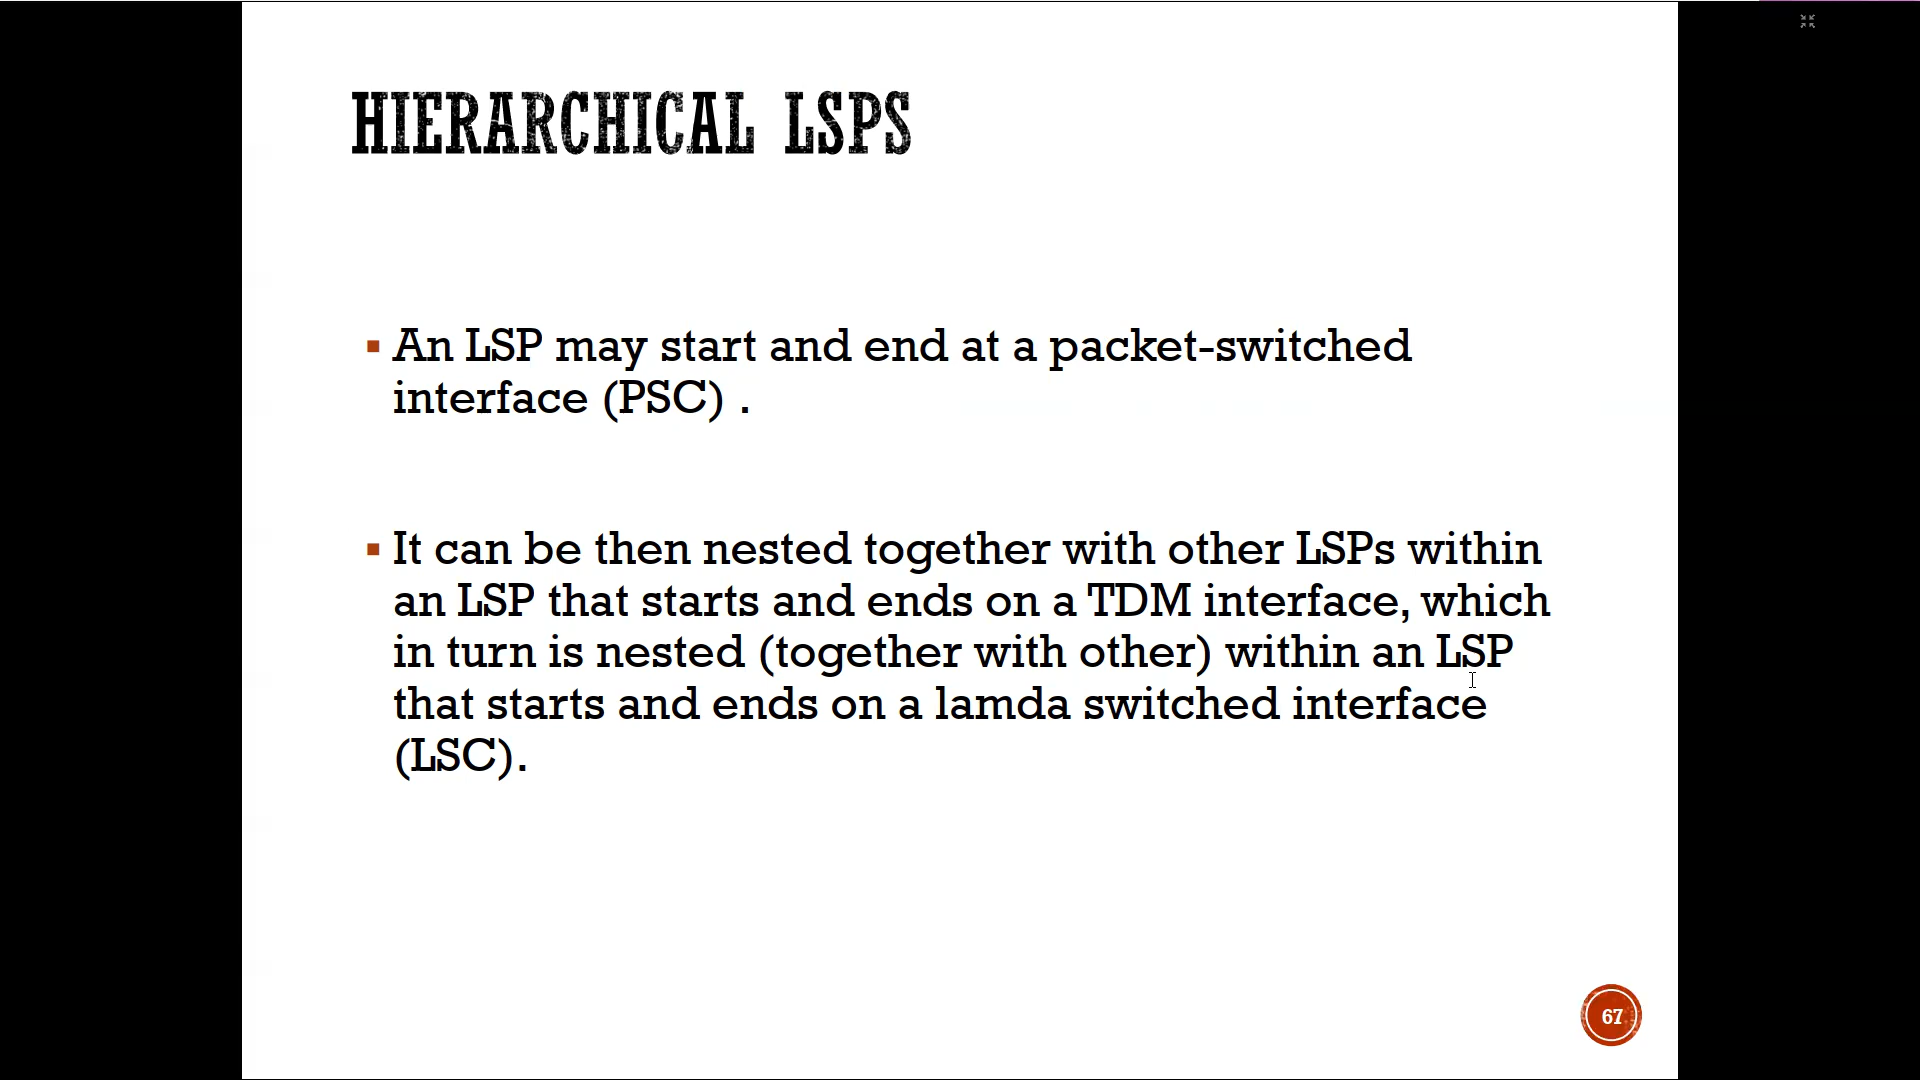 HIERARCHICAL LSPS
▪ An LSP may start and end at a packet-switched
interface (PSC) .
▪ It can be then nested together with other LSPs within
an LSP that starts and ends on a TDM interface, which
in turn is nested (together with other) within an LSP
that starts and ends on a lamda switched interface
(LSC).
67